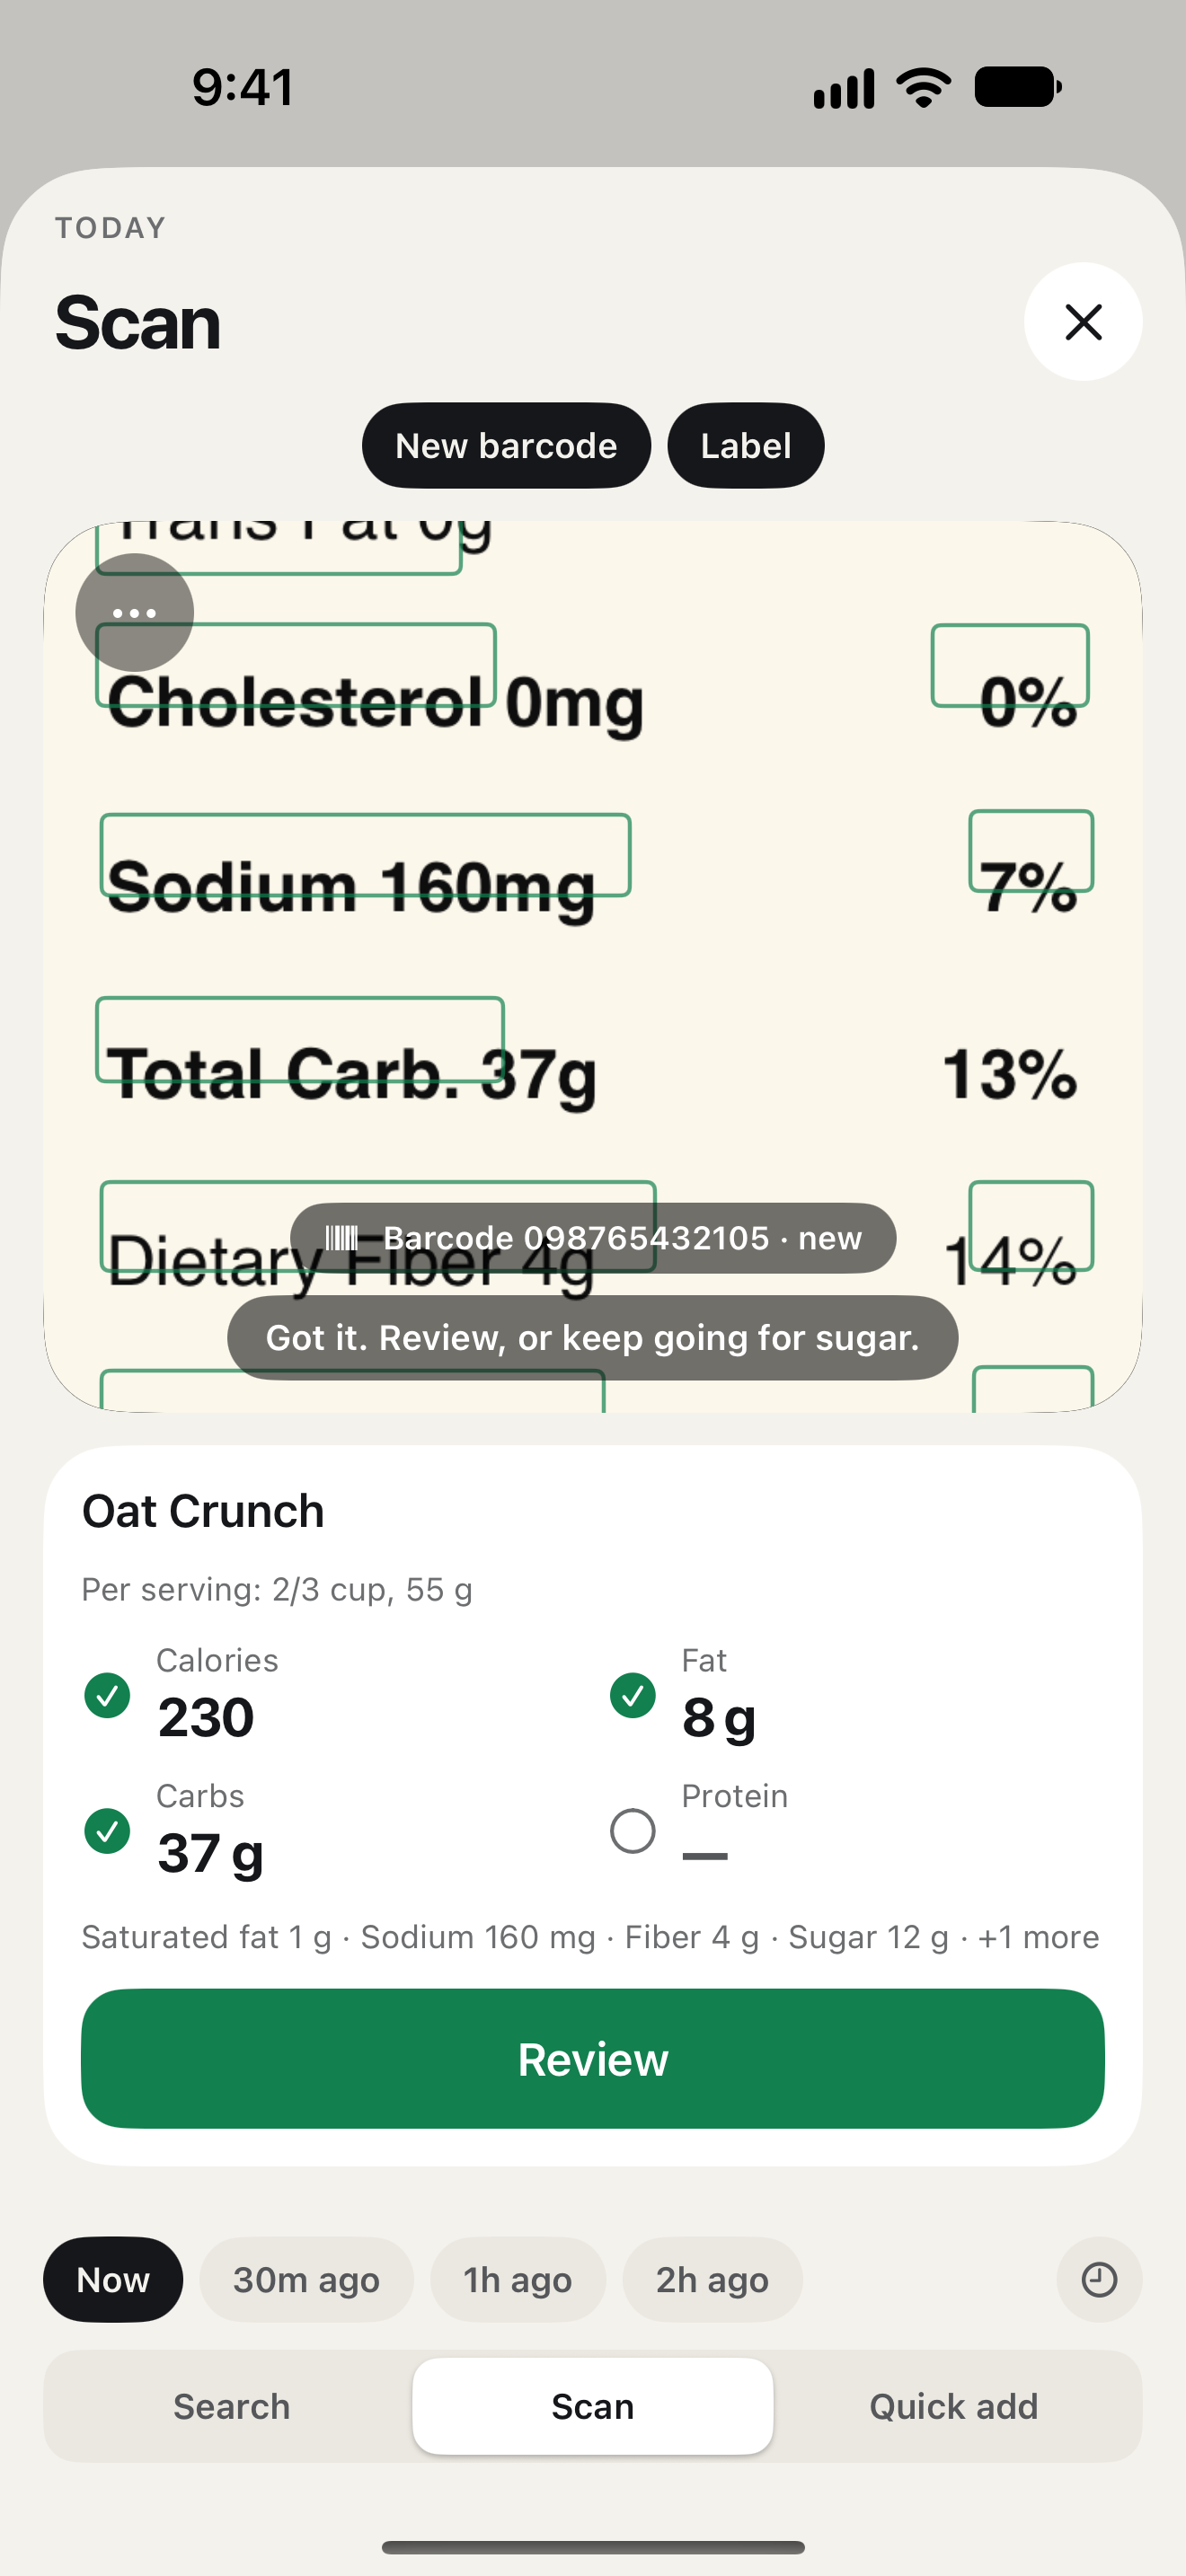 9:41
TODAY
Scan
New barcode
Label
Trans Fat 0g
Cholesterol 0mg 0%
Sodium 160mg 7%
Total Carb. 37g 13%
Dietary Fiber 4g 14%
Barcode 098765432105 · new
Got it. Review, or keep going for sugar.
Oat Crunch
Per serving: 2/3 cup, 55 g
Calories
230
Fat
8 g
Carbs
37 g
Protein
—
Saturated fat 1 g · Sodium 160 mg · Fiber 4 g · Sugar 12 g · +1 more
Review
Now
30m ago
1h ago
2h ago
Search
Scan
Quick add